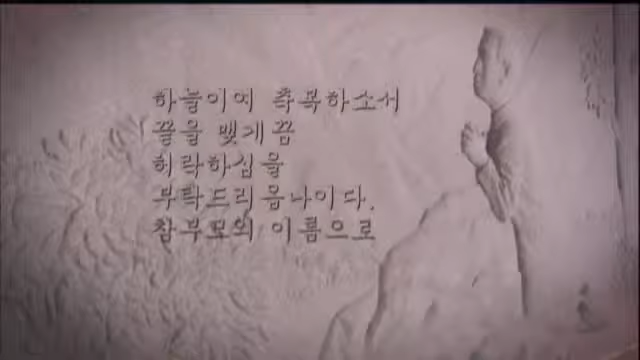 하늘이여 축복하소서
끝을 맺게끔
허락하심을
부탁드리옵나이다.
참부모의 이름으로